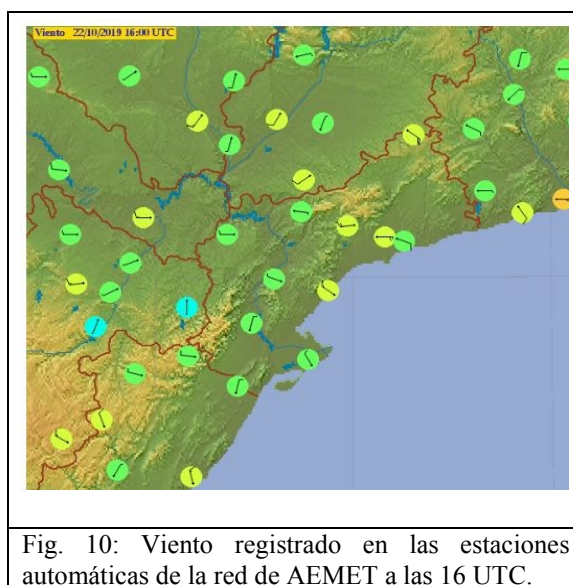 Viento 22/10/2019 16:00 UTC
Fig. 10: Viento registrado en las estaciones
automáticas de la red de AEMET a las 16 UTC.